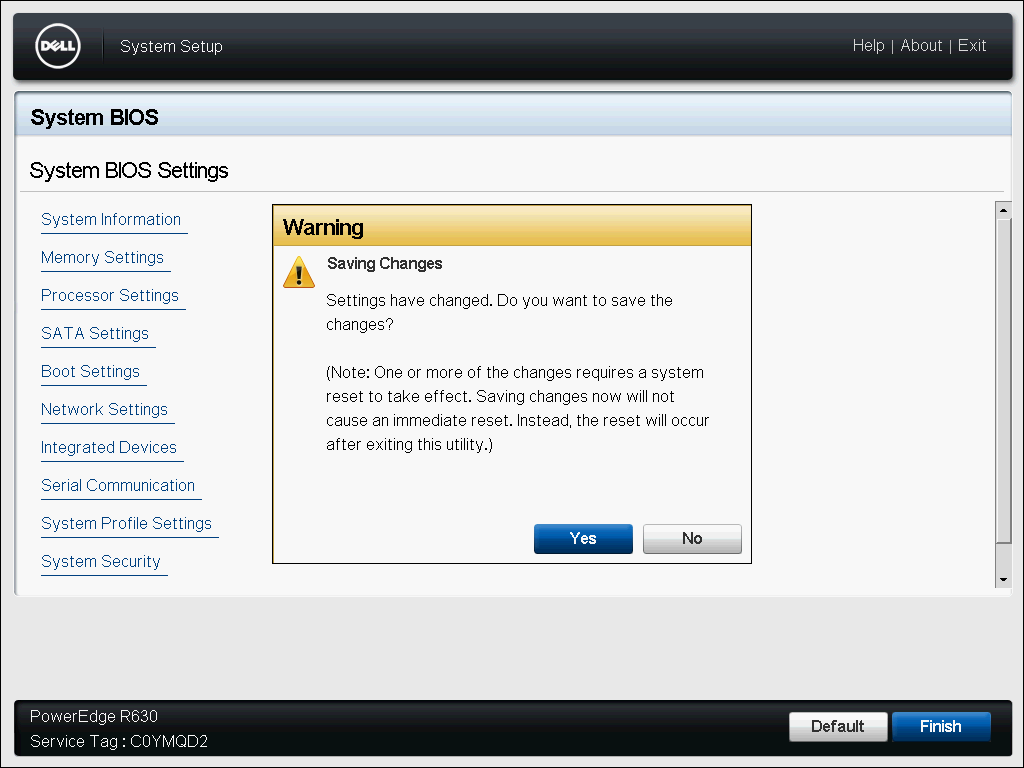 DELL
System Setup
Help | About | Exit
System BIOS
System BIOS Settings
System Information
Memory Settings
Processor Settings
SATA Settings
Boot Settings
Network Settings
Integrated Devices
Serial Communication
System Profile Settings
System Security
Warning
Saving Changes
Settings have changed. Do you want to save the
changes?
(Note: One or more of the changes requires a system
reset to take effect. Saving changes now will not
cause an immediate reset. Instead, the reset will occur
after exiting this utility.)
Yes
No
PowerEdge R630
Service Tag : C0YMQD2
Default
Finish